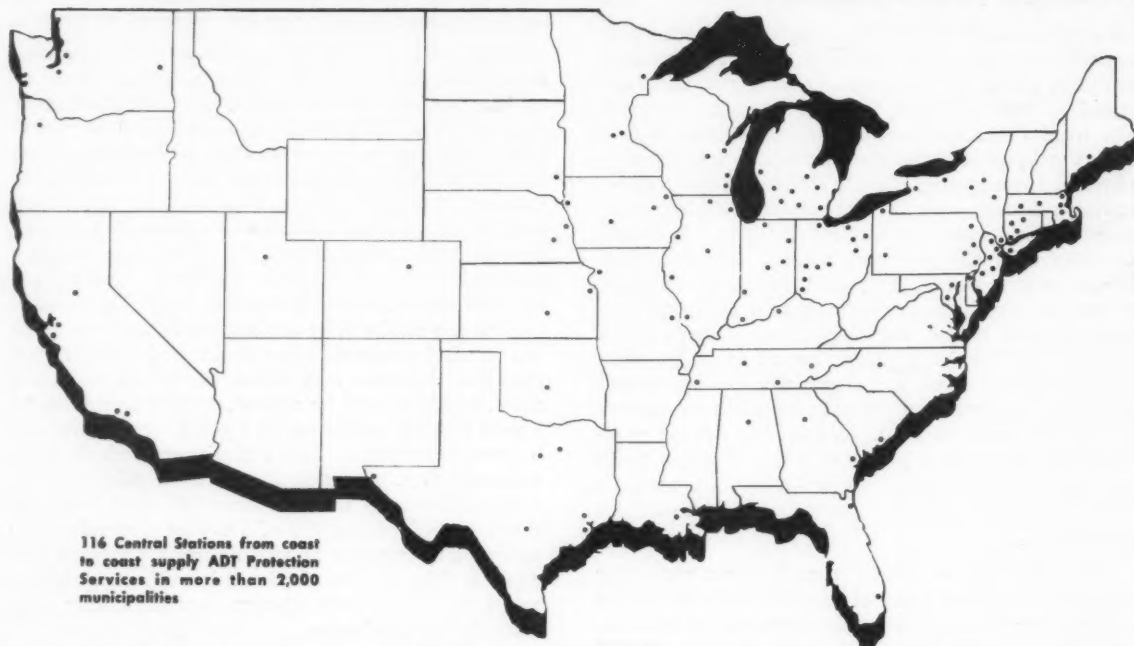 116 Central Stations from coast
to coast supply ADT Protection
Services in more than 2,000
municipalities